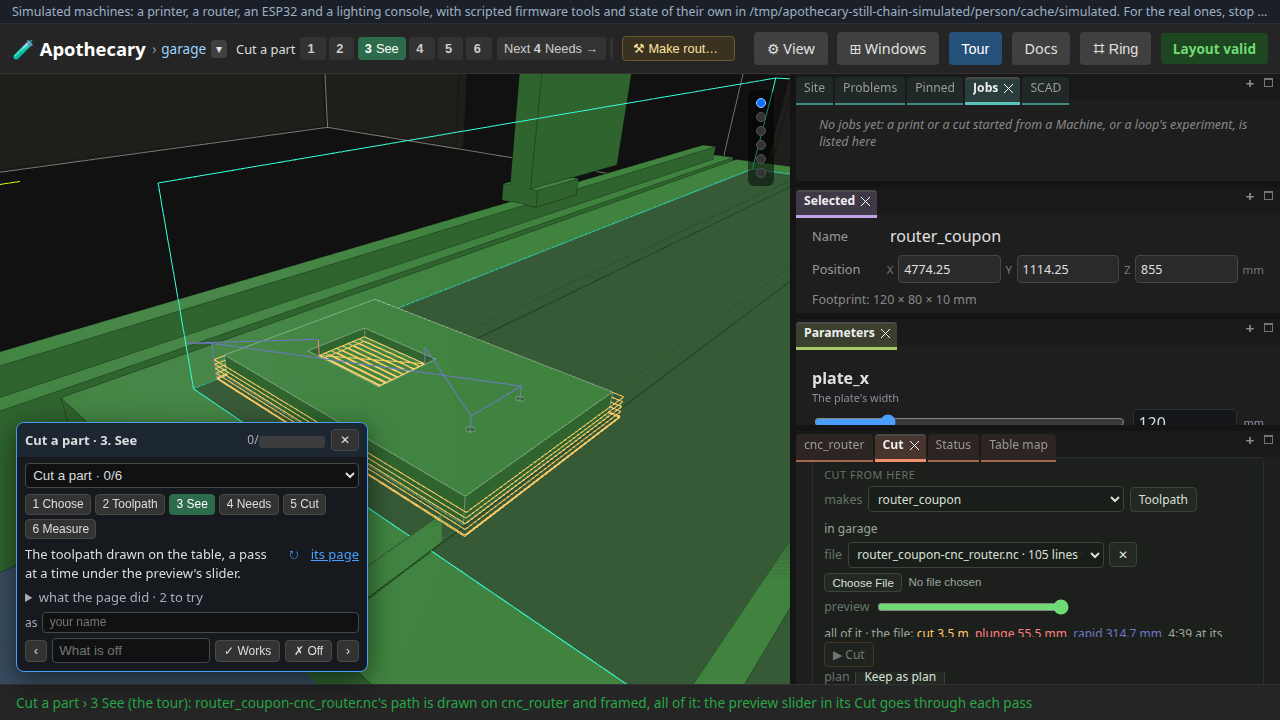 Simulated machines: a printer, a router, an ESP32 and a lighting console, with scripted firmware tools and state of their own in /tmp/apothecary-still-chain-simulated/person/cache/simulated. For the real ones, stop ...
Apothecary › garage ▾ Cut a part 1 2 3 See 4 5 6 Next 4 Needs → ⚒ Make rout… ⚙ View ⊞ Windows Tour Docs ⌗ Ring Layout valid
Site Problems Pinned Jobs SCAD
No jobs yet: a print or a cut started from a Machine, or a loop's experiment, is
listed here
Selected
Name router_coupon
Position X 4774.25 Y 1114.25 Z 855 mm
Footprint: 120 × 80 × 10 mm
Parameters
plate_x
The plate's width
120 mm
cnc_router Cut Status Table map
CUT FROM HERE
makes router_coupon Toolpath
in garage
file router_coupon-cnc_router.nc · 105 lines ✕
Choose File No file chosen
preview
all of it · the file: cut 3.5 m, plunge 55.5 mm, rapid 314.7 mm, 4:39 at its
▶ Cut
plan Keep as plan
Cut a part · 3. See 0/ ✕
Cut a part · 0/6
1 Choose 2 Toolpath 3 See 4 Needs 5 Cut
6 Measure
The toolpath drawn on the table, a pass ↻ its page
at a time under the preview's slider.
▶ what the page did · 2 to try
as your name
‹ What is off ✓ Works ✗ Off ›
Cut a part › 3 See (the tour): router_coupon-cnc_router.nc's path is drawn on cnc_router and framed, all of it: the preview slider in its Cut goes through each pass